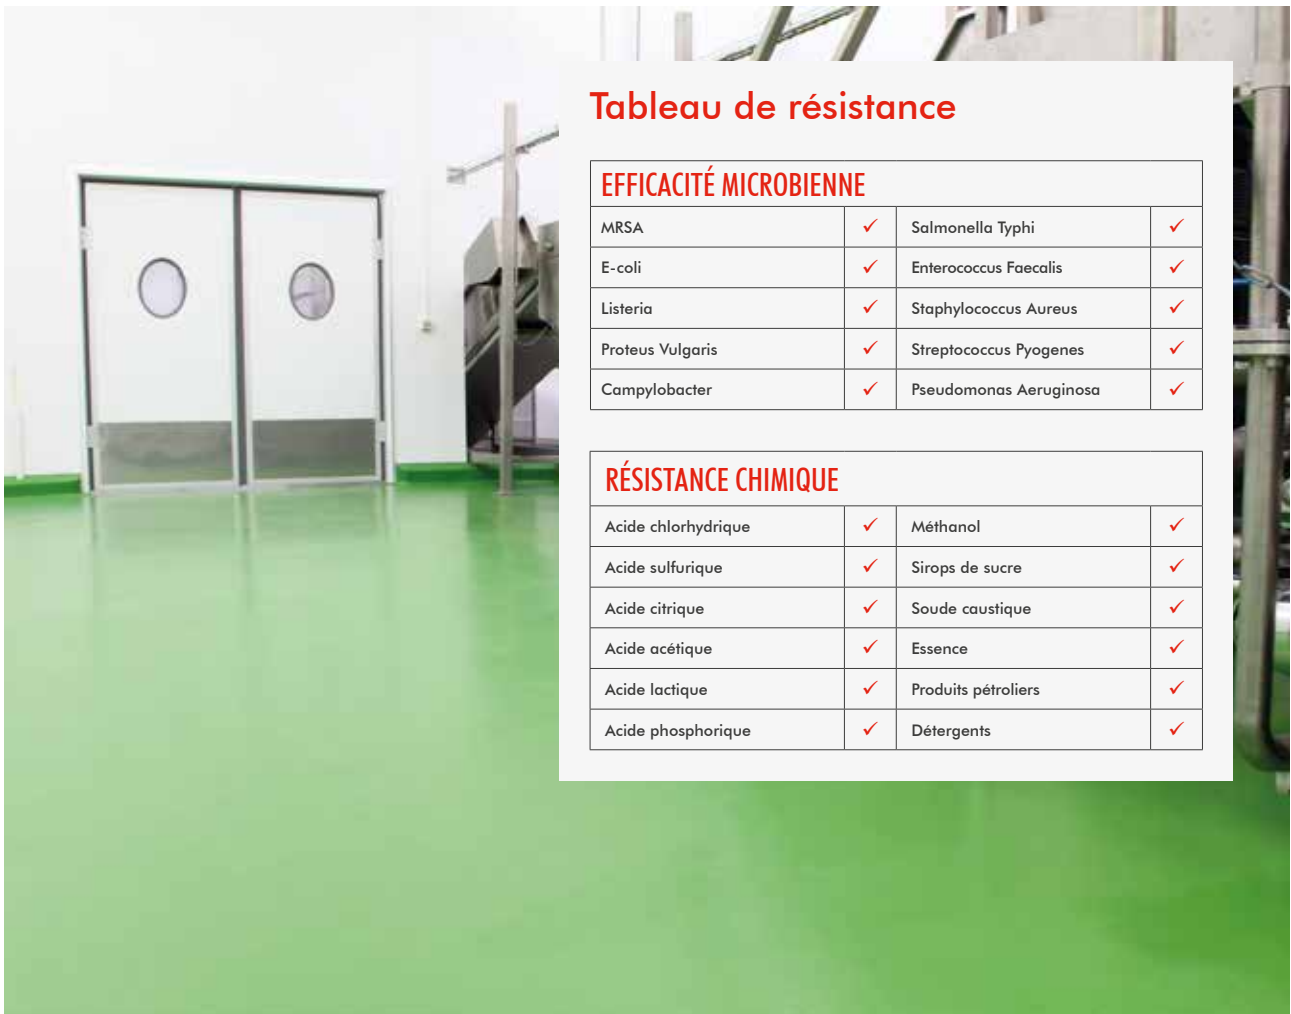 Tableau de résistance
EFFICACITÉ MICROBIENNE
MRSA ✓ Salmonella Typhi ✓
E-coli ✓ Enterococcus Faecalis ✓
Listeria ✓ Staphylococcus Aureus ✓
Proteus Vulgaris ✓ Streptococcus Pyogenes ✓
Campylobacter ✓ Pseudomonas Aeruginosa ✓
RÉSISTANCE CHIMIQUE
Acide chlorhydrique ✓ Méthanol ✓
Acide sulfurique ✓ Sirops de sucre ✓
Acide citrique ✓ Soude caustique ✓
Acide acétique ✓ Essence ✓
Acide lactique ✓ Produits pétroliers ✓
Acide phosphorique ✓ Détergents ✓